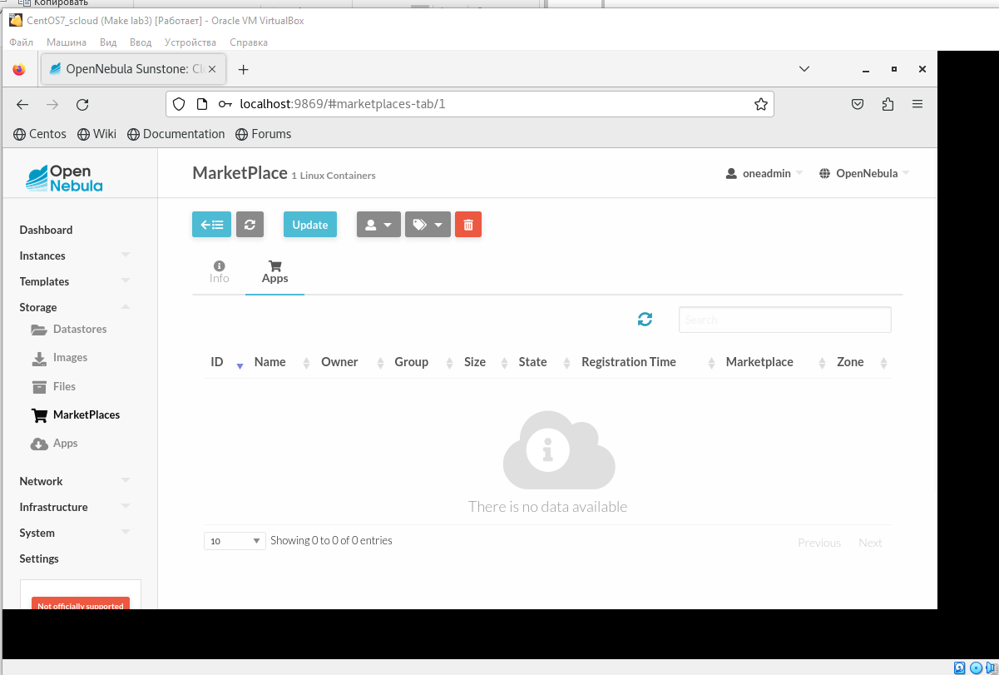 Копировать
CentOS7_scloud (Make lab3) [Работает] - Oracle VM VirtualBox
Файл Машина Вид Ввод Устройства Справка
OpenNebula Sunstone: Clo
localhost:9869/#marketplaces-tab/1
Centos Wiki Documentation Forums
Open
Nebula
MarketPlace 1 Linux Containers
oneadmin OpenNebula
Dashboard
Instances
Templates
Storage
Datastores
Images
Files
MarketPlaces
Apps
Network
Infrastructure
System
Settings
Not officially supported
Update
Info Apps
Search
ID Name Owner Group Size State Registration Time Marketplace Zone
There is no data available
10 Showing 0 to 0 of 0 entries
Previous Next